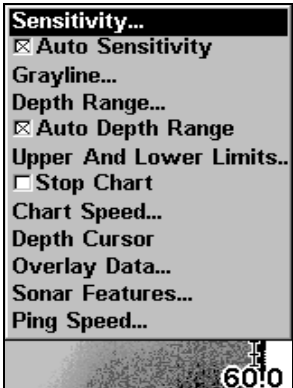 Sensitivity...
Auto Sensitivity
Grayline...
Depth Range...
Auto Depth Range
Upper And Lower Limits..
Stop Chart
Chart Speed...
Depth Cursor
Overlay Data...
Sonar Features...
Ping Speed...
60.0